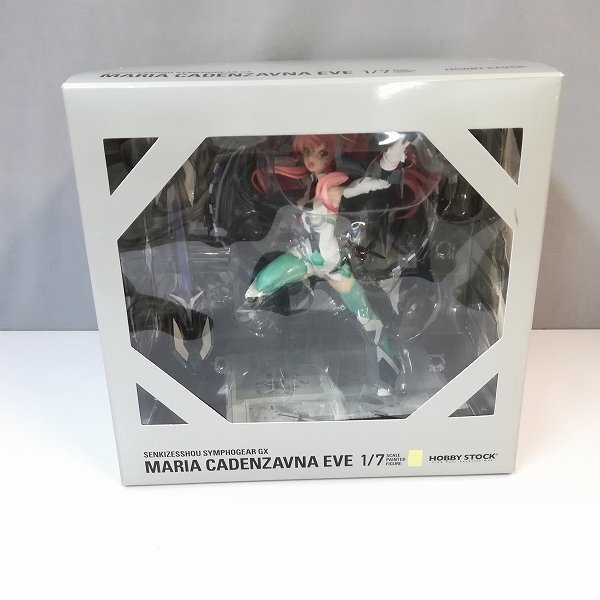 MARIA CADENZAVNA EVE 1/7
HOBBY STOCK
SENKIZESSHOU SYMPHOGEAR GX
MARIA CADENZAVNA EVE 1/7 SCALE
PAINTED
FIGURE
HOBBY STOCK